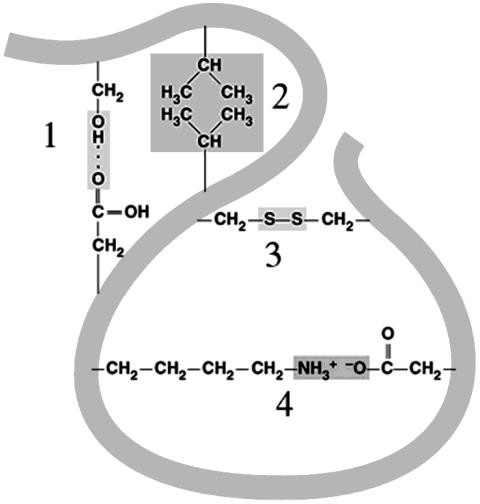 CH
CH₂
H₃C CH₃
2
1
OH
H₃C CH₃
CH
O
C–OH
–CH₂–S–S–CH₂–
CH₂
3
O
–CH₂–CH₂–CH₂–CH₂–NH₃⁺ ⁻O–C–CH₂–
4